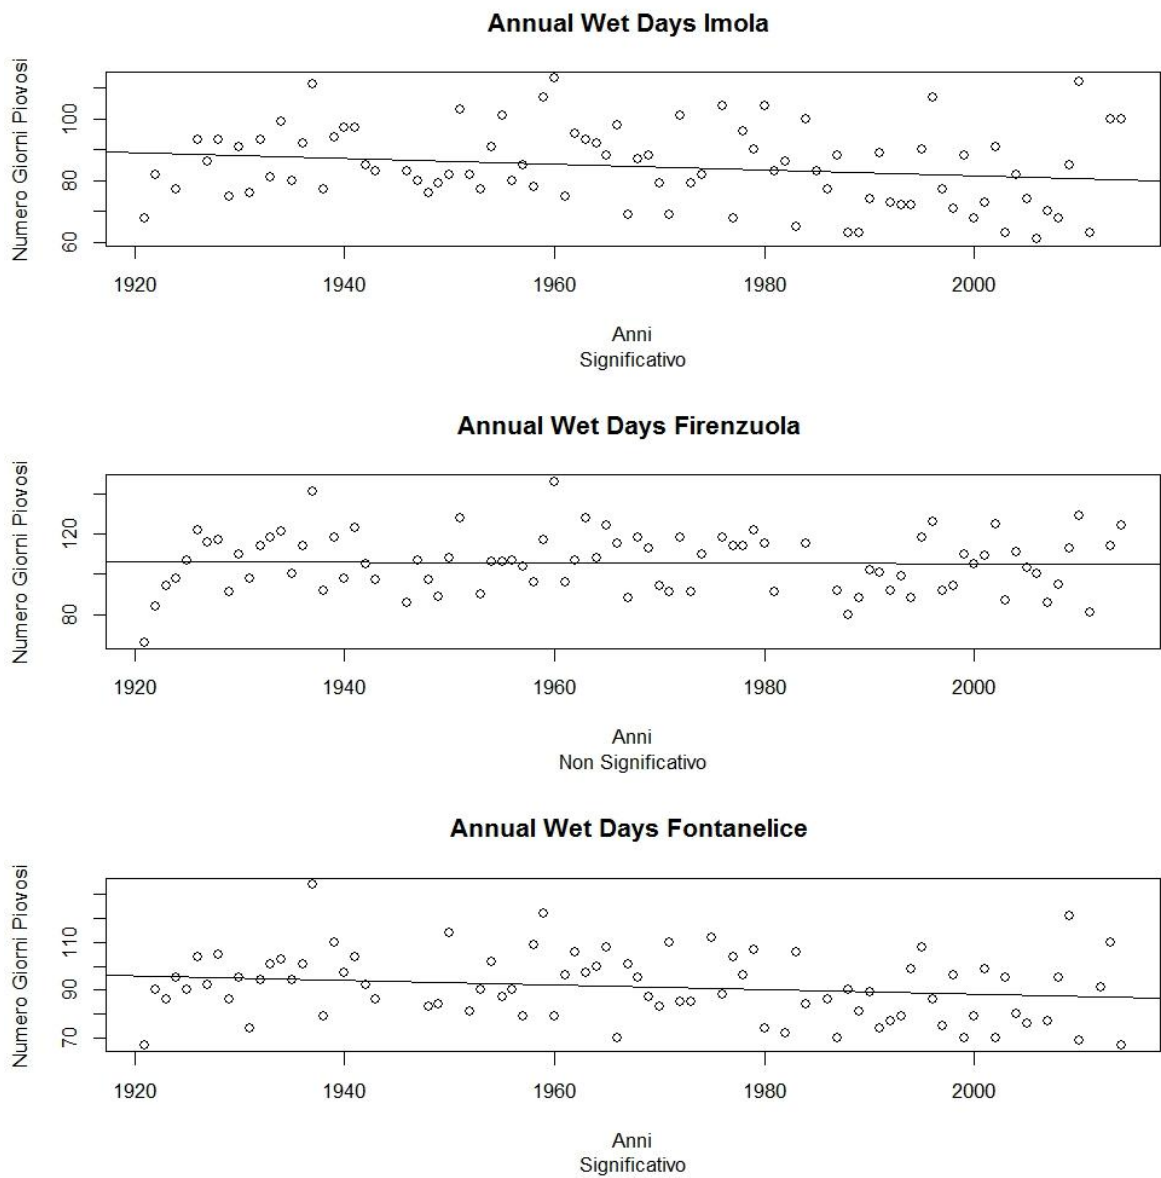 Annual Wet Days Imola
Numero Giorni Piovosi
100
80
60
1920 1940 1960 1980 2000
Anni
Significativo
Annual Wet Days Firenzuola
Numero Giorni Piovosi
120
80
1920 1940 1960 1980 2000
Anni
Non Significativo
Annual Wet Days Fontanelice
Numero Giorni Piovosi
110
90
70
1920 1940 1960 1980 2000
Anni
Significativo